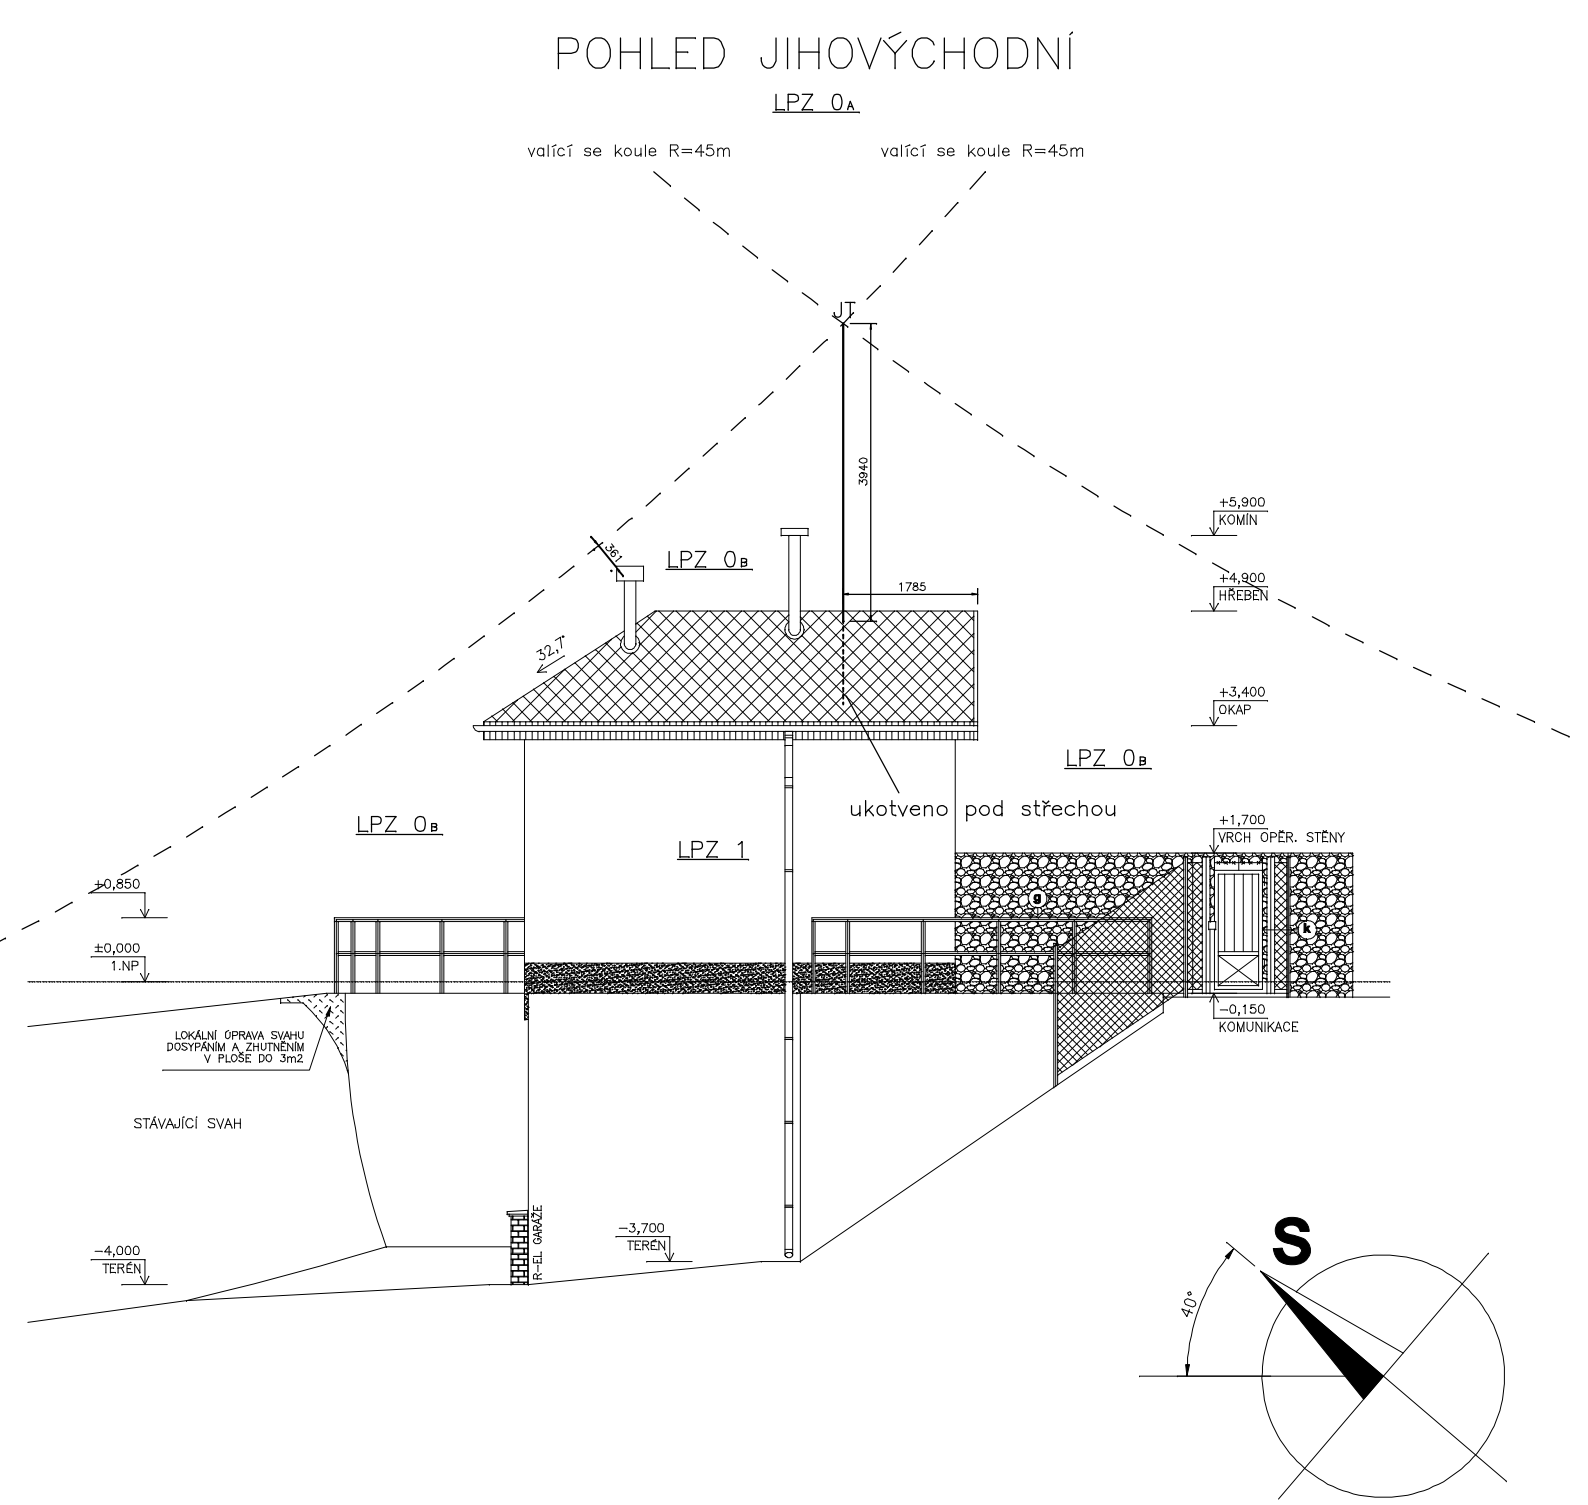 POHLED JIHOVÝCHODNÍ
LPZ 0A
valící se koule R=45m
valící se koule R=45m
JT
3940
361
LPZ 0B
1785
32,7°
+5,900
KOMÍN
+4,900
HŘEBEN
+3,400
OKAP
LPZ 0B
ukotveno pod střechou
LPZ 0B
LPZ 1
+1,700
VRCH OPĚR. STĚNY
+0,850
g
k
±0,000
1.NP
-0,150
KOMUNIKACE
LOKÁLNÍ ÚPRAVA SVAHU
DOSYPÁNÍM A ZHUTNĚNÍM
V PLOŠE DO 3m2
STÁVAJÍCÍ SVAH
R-EL GARÁŽE
-3,700
TERÉN
-4,000
TERÉN
S
40°